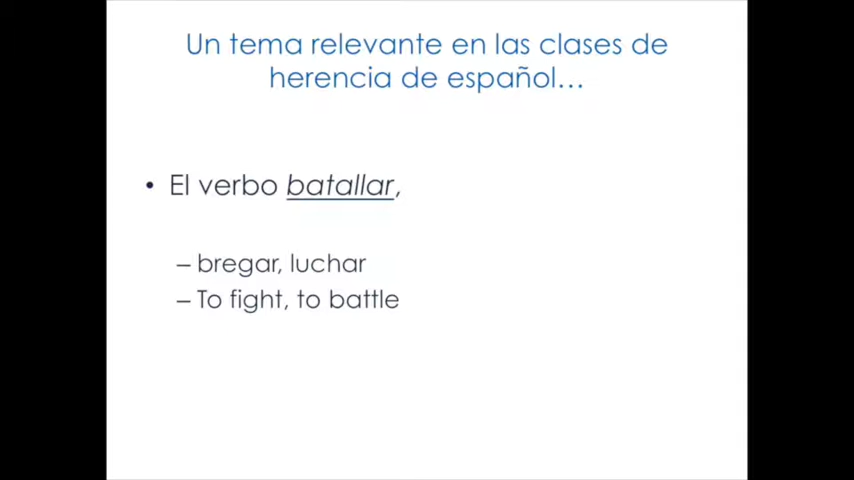 Un tema relevante en las clases de
herencia de español…
• El verbo batallar,
– bregar, luchar
– To fight, to battle